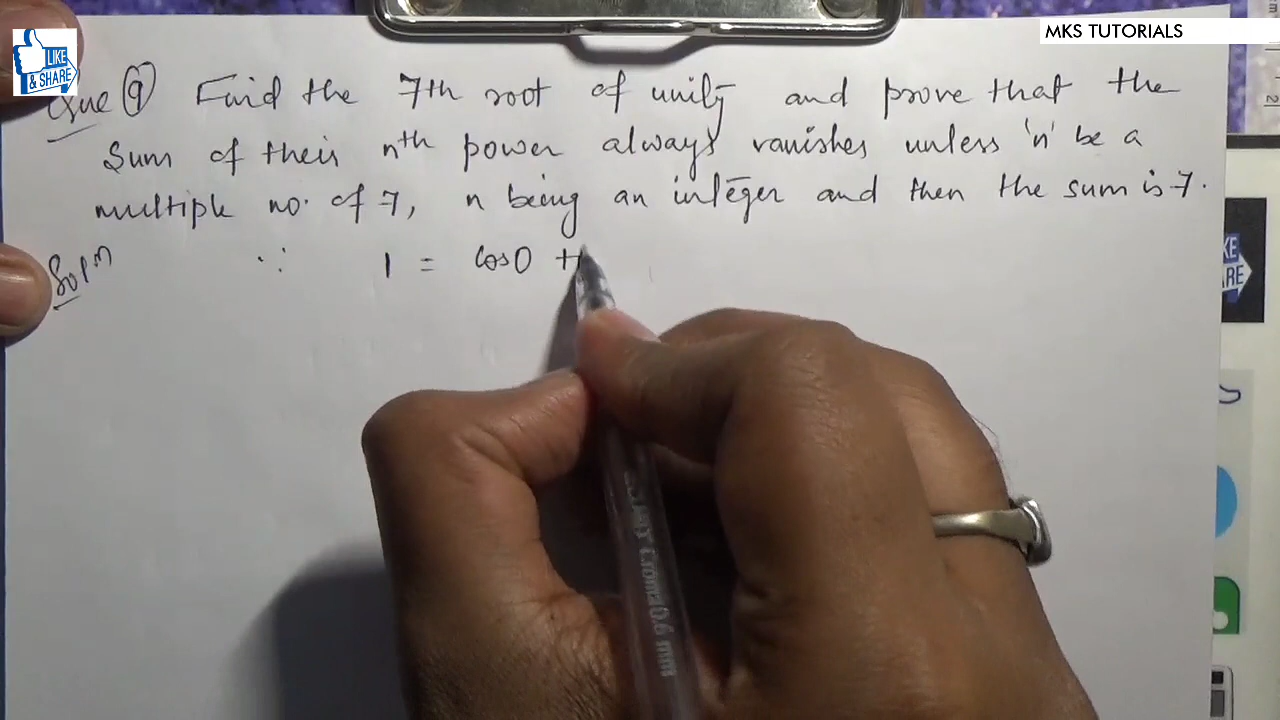 MKS TUTORIALS
LIKE
& SHARE
Que 9 Find the 7th root of unity and prove that the
Sum of their nth power always vanishes unless 'n' be a
multiple no. of 7, n being an integer and then the sum is 7.
Solⁿ ∵ 1 = cos0 +